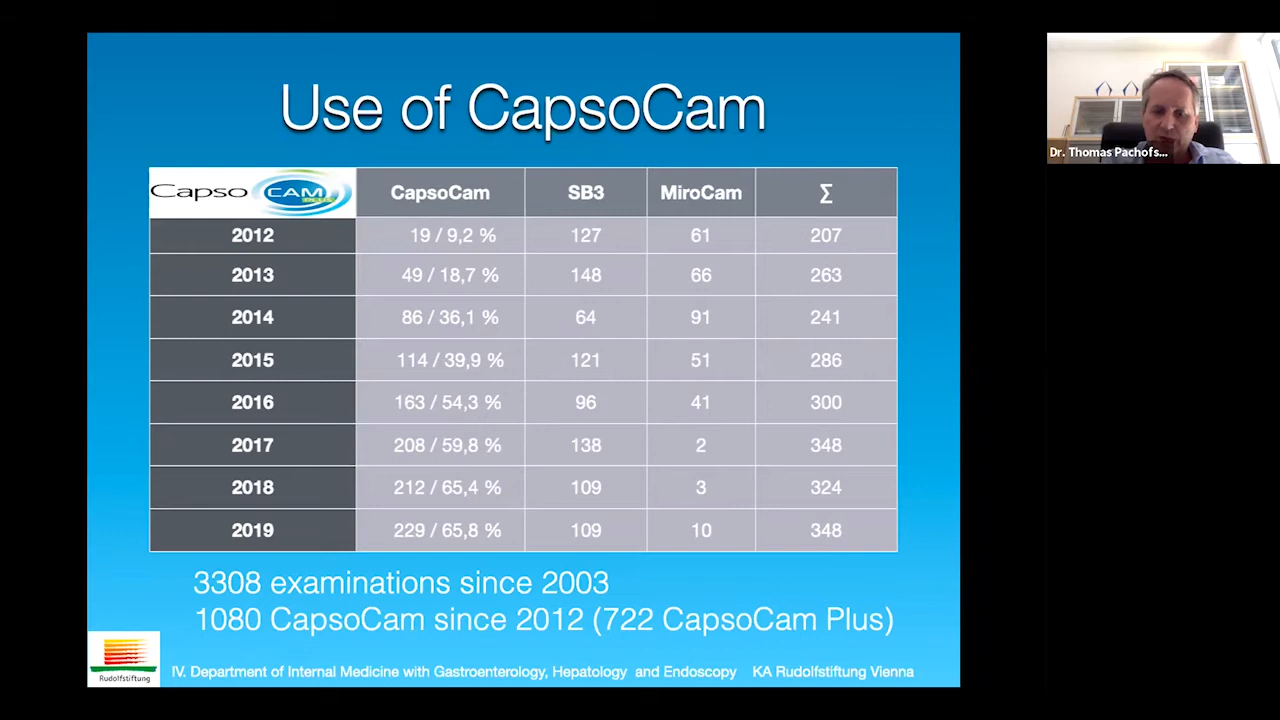 Use of CapsoCam
Capso CAM CapsoCam SB3 MiroCam Σ
2012 19 / 9,2 % 127 61 207
2013 49 / 18,7 % 148 66 263
2014 86 / 36,1 % 64 91 241
2015 114 / 39,9 % 121 51 286
2016 163 / 54,3 % 96 41 300
2017 208 / 59,8 % 138 2 348
2018 212 / 65,4 % 109 3 324
2019 229 / 65,8 % 109 10 348
3308 examinations since 2003
1080 CapsoCam since 2012 (722 CapsoCam Plus)
Rudolfstiftung
IV. Department of Internal Medicine with Gastroenterology, Hepatology and Endoscopy KA Rudolfstiftung Vienna
Dr. Thomas Pachofs...